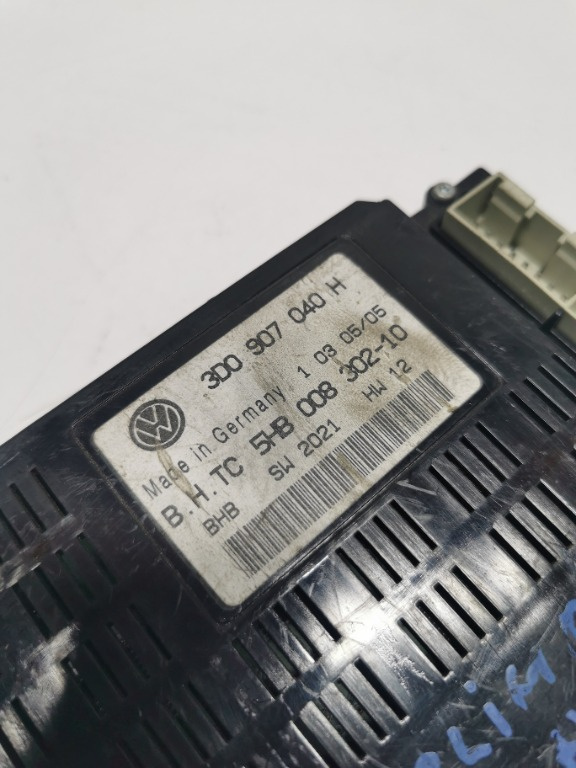 3D0 907 040 H
Made in Germany 1 03 05/05
B.H.TC 5HB 008 302-10
BHB SW 2021 HW 12